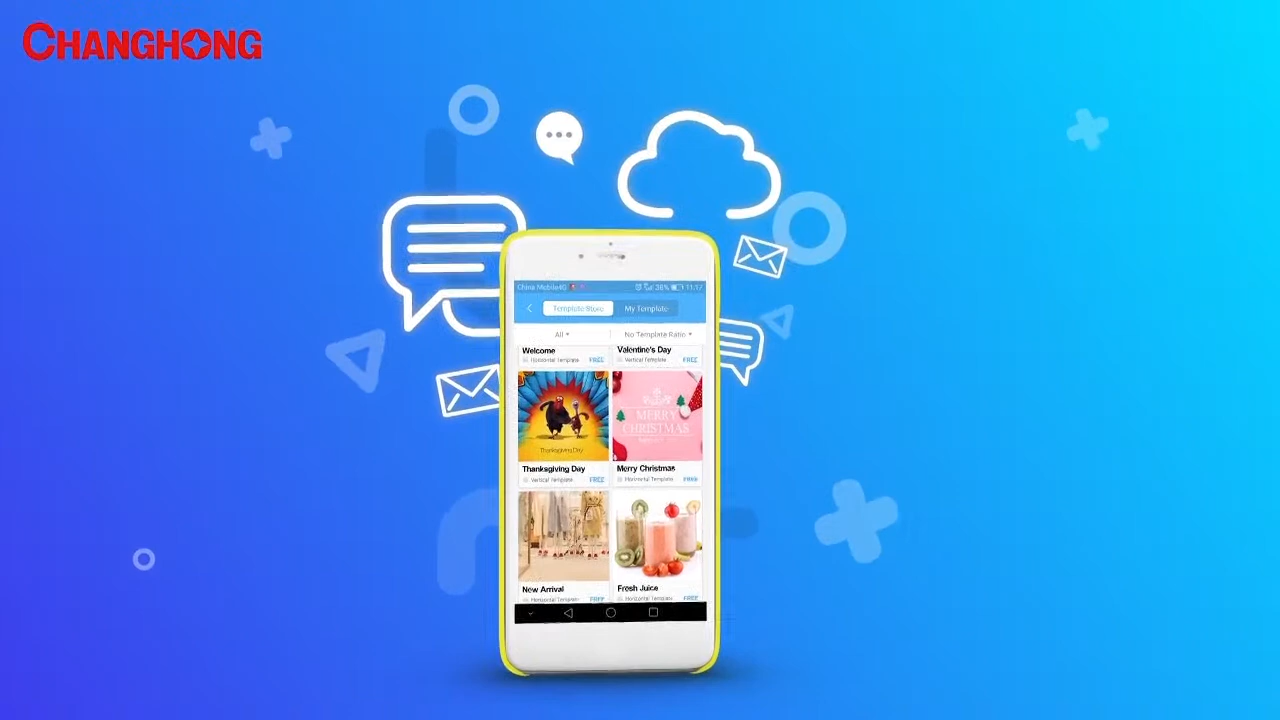 CHANGHONG
China Mobile4G 36% 11:17
Template Store My Template
All No Template Ratio
Welcome Valentine's Day
Horizontal Template FREE Vertical Template FREE
MERRY
CHRISTMAS
Thanksgiving Day
Thanksgiving Day Merry Christmas
Vertical Template FREE Horizontal Template FREE
New Arrival Fresh Juice
Horizontal Template FREE Horizontal Template FREE